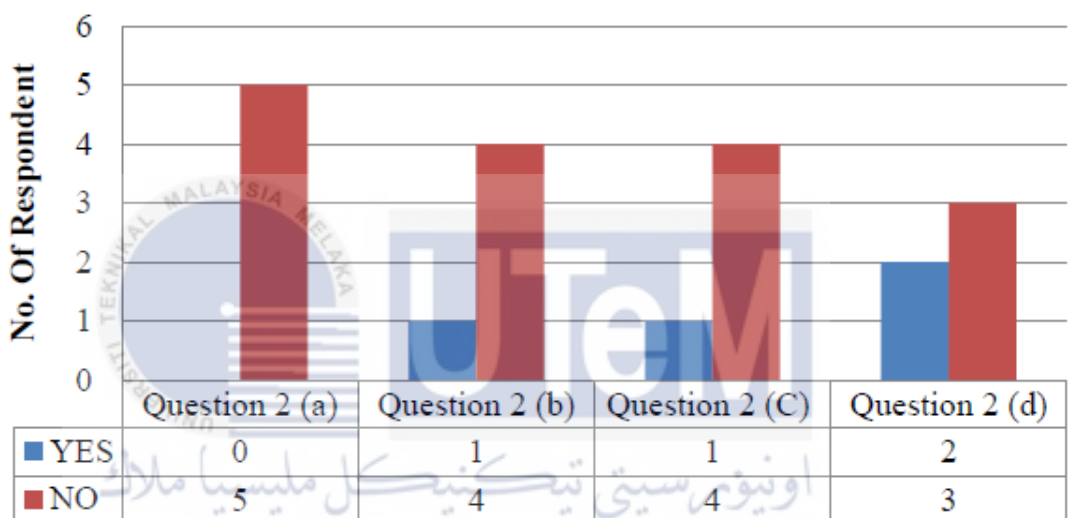 No. Of Respondent
6
5
4
3
2
1
0
Question 2 (a) Question 2 (b) Question 2 (C) Question 2 (d)
YES 0 1 1 2
NO 5 4 4 3
UNIVERSITI TEKNIKAL MALAYSIA MELAKA
UTeM
اونيۏرسيتي تيكنيكل مليسيا ملاك